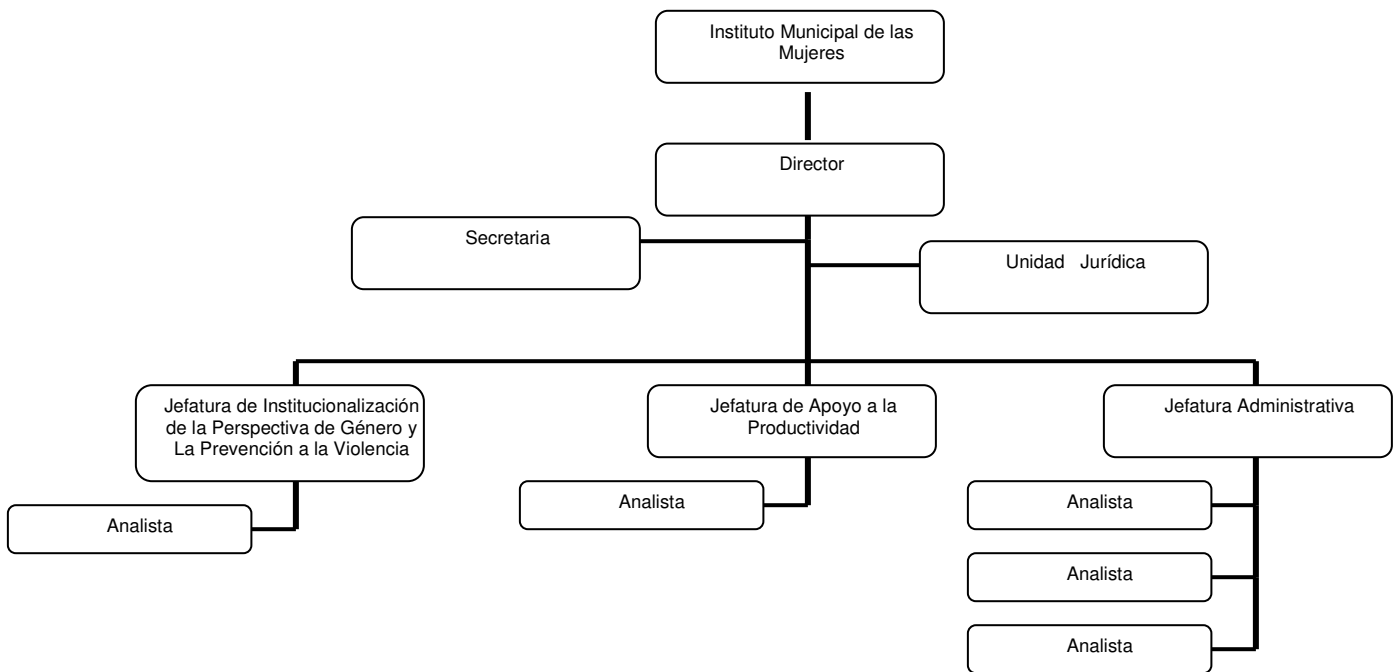 Instituto Municipal de las
Mujeres
Director
Secretaria
Unidad Jurídica
Jefatura de Institucionalización
de la Perspectiva de Género y
La Prevención a la Violencia
Jefatura de Apoyo a la
Productividad
Jefatura Administrativa
Analista
Analista
Analista
Analista
Analista